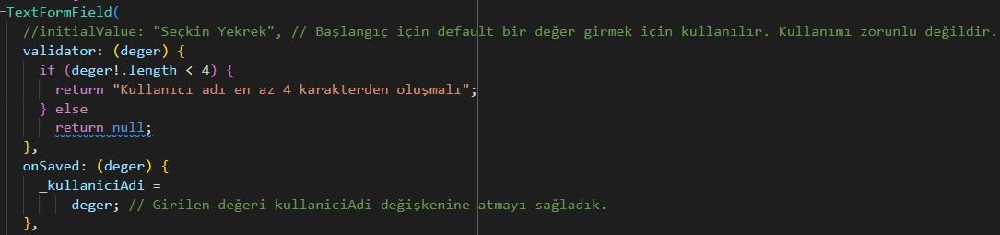 TextFormField(
//initialValue: "Seçkin Yekrek", // Başlangıç için default bir değer girmek için kullanılır. Kullanımı zorunlu değildir.
validator: (deger) {
if (deger!.length < 4) {
return "Kullanıcı adı en az 4 karakterden oluşmalı";
} else
return null;
},
onSaved: (deger) {
_kullaniciAdi =
deger; // Girilen değeri kullaniciAdi değişkenine atmayı sağladık.
},